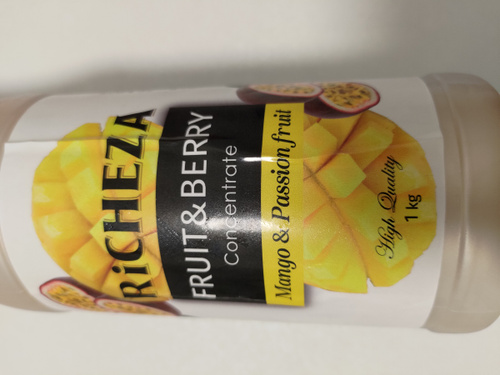 RiCHEZA
FRUIT&BERRY
Concentrate
Mango & Passion fruit
High Quality
1 kg